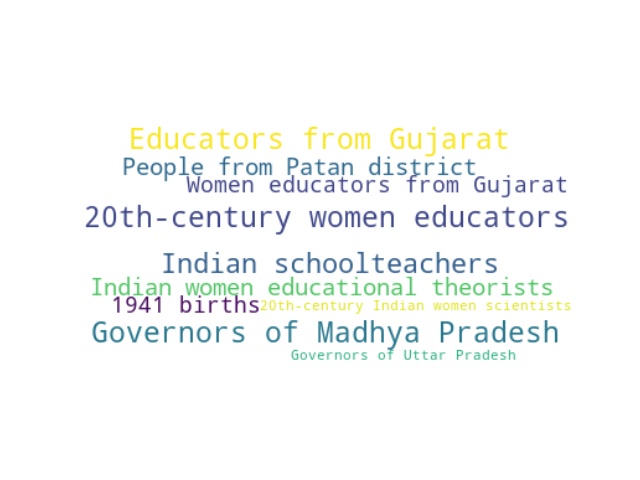 Educators from Gujarat
People from Patan district
Women educators from Gujarat
20th-century women educators
Indian schoolteachers
Indian women educational theorists
1941 births
20th-century Indian women scientists
Governors of Madhya Pradesh
Governors of Uttar Pradesh